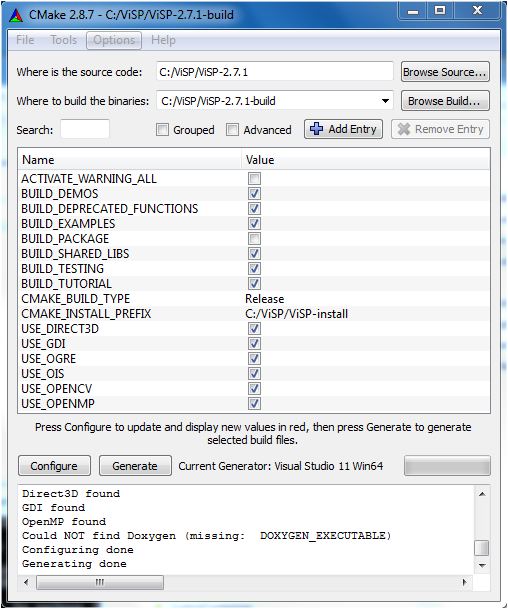 CMake 2.8.7 - C:/ViSP/ViSP-2.7.1-build
File Tools Options Help
Where is the source code: C:/ViSP/ViSP-2.7.1 Browse Source...
Where to build the binaries: C:/ViSP/ViSP-2.7.1-build Browse Build...
Search: Grouped Advanced Add Entry Remove Entry
Name Value
ACTIVATE_WARNING_ALL
BUILD_DEMOS
BUILD_DEPRECATED_FUNCTIONS
BUILD_EXAMPLES
BUILD_PACKAGE
BUILD_SHARED_LIBS
BUILD_TESTING
BUILD_TUTORIAL
CMAKE_BUILD_TYPE Release
CMAKE_INSTALL_PREFIX C:/ViSP/ViSP-install
USE_DIRECT3D
USE_GDI
USE_OGRE
USE_OIS
USE_OPENCV
USE_OPENMP
Press Configure to update and display new values in red, then press Generate to generate
selected build files.
Configure Generate Current Generator: Visual Studio 11 Win64
Direct3D found
GDI found
OpenMP found
Could NOT find Doxygen (missing:  DOXYGEN_EXECUTABLE)
Configuring done
Generating done